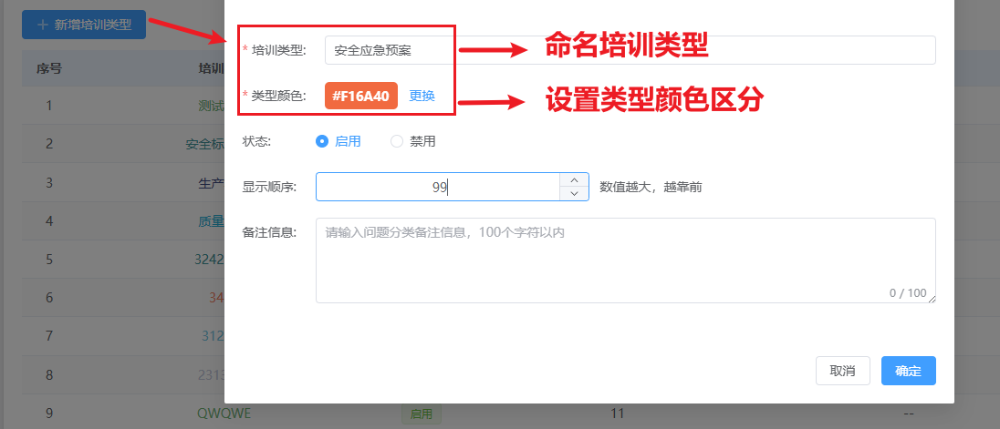 + 新增培训类型
序号
培训
1
测试
2
安全标
3
生产
4
质量
5
3242
6
34
7
312
8
2313
9
QWQWE
启用
11
--
* 培训类型:
安全应急预案
命名培训类型
* 类型颜色:
#F16A40
更换
设置类型颜色区分
状态:
启用
禁用
显示顺序:
99
数值越大，越靠前
备注信息:
请输入问题分类备注信息，100个字符以内
0 / 100
取消
确定